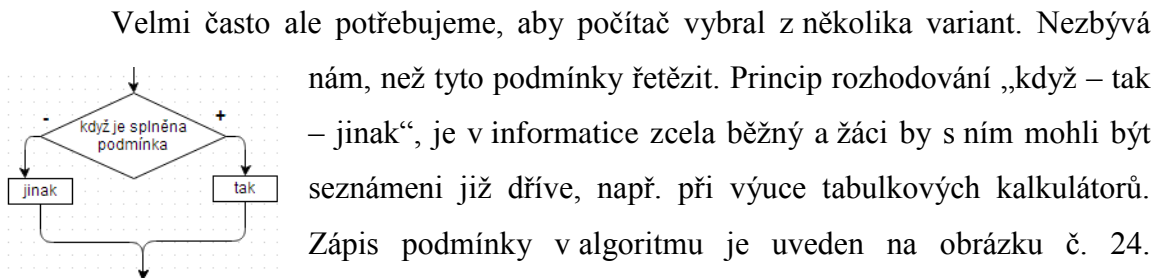 Velmi často ale potřebujeme, aby počítač vybral z několika variant. Nezbývá
nám, než tyto podmínky řetězit. Princip rozhodování „když – tak
– jinak“, je v informatice zcela běžný a žáci by s ním mohli být
seznámeni již dříve, např. při výuce tabulkových kalkulátorů.
Zápis podmínky v algoritmu je uveden na obrázku č. 24.
-
+
když je splněna
podmínka
jinak
tak